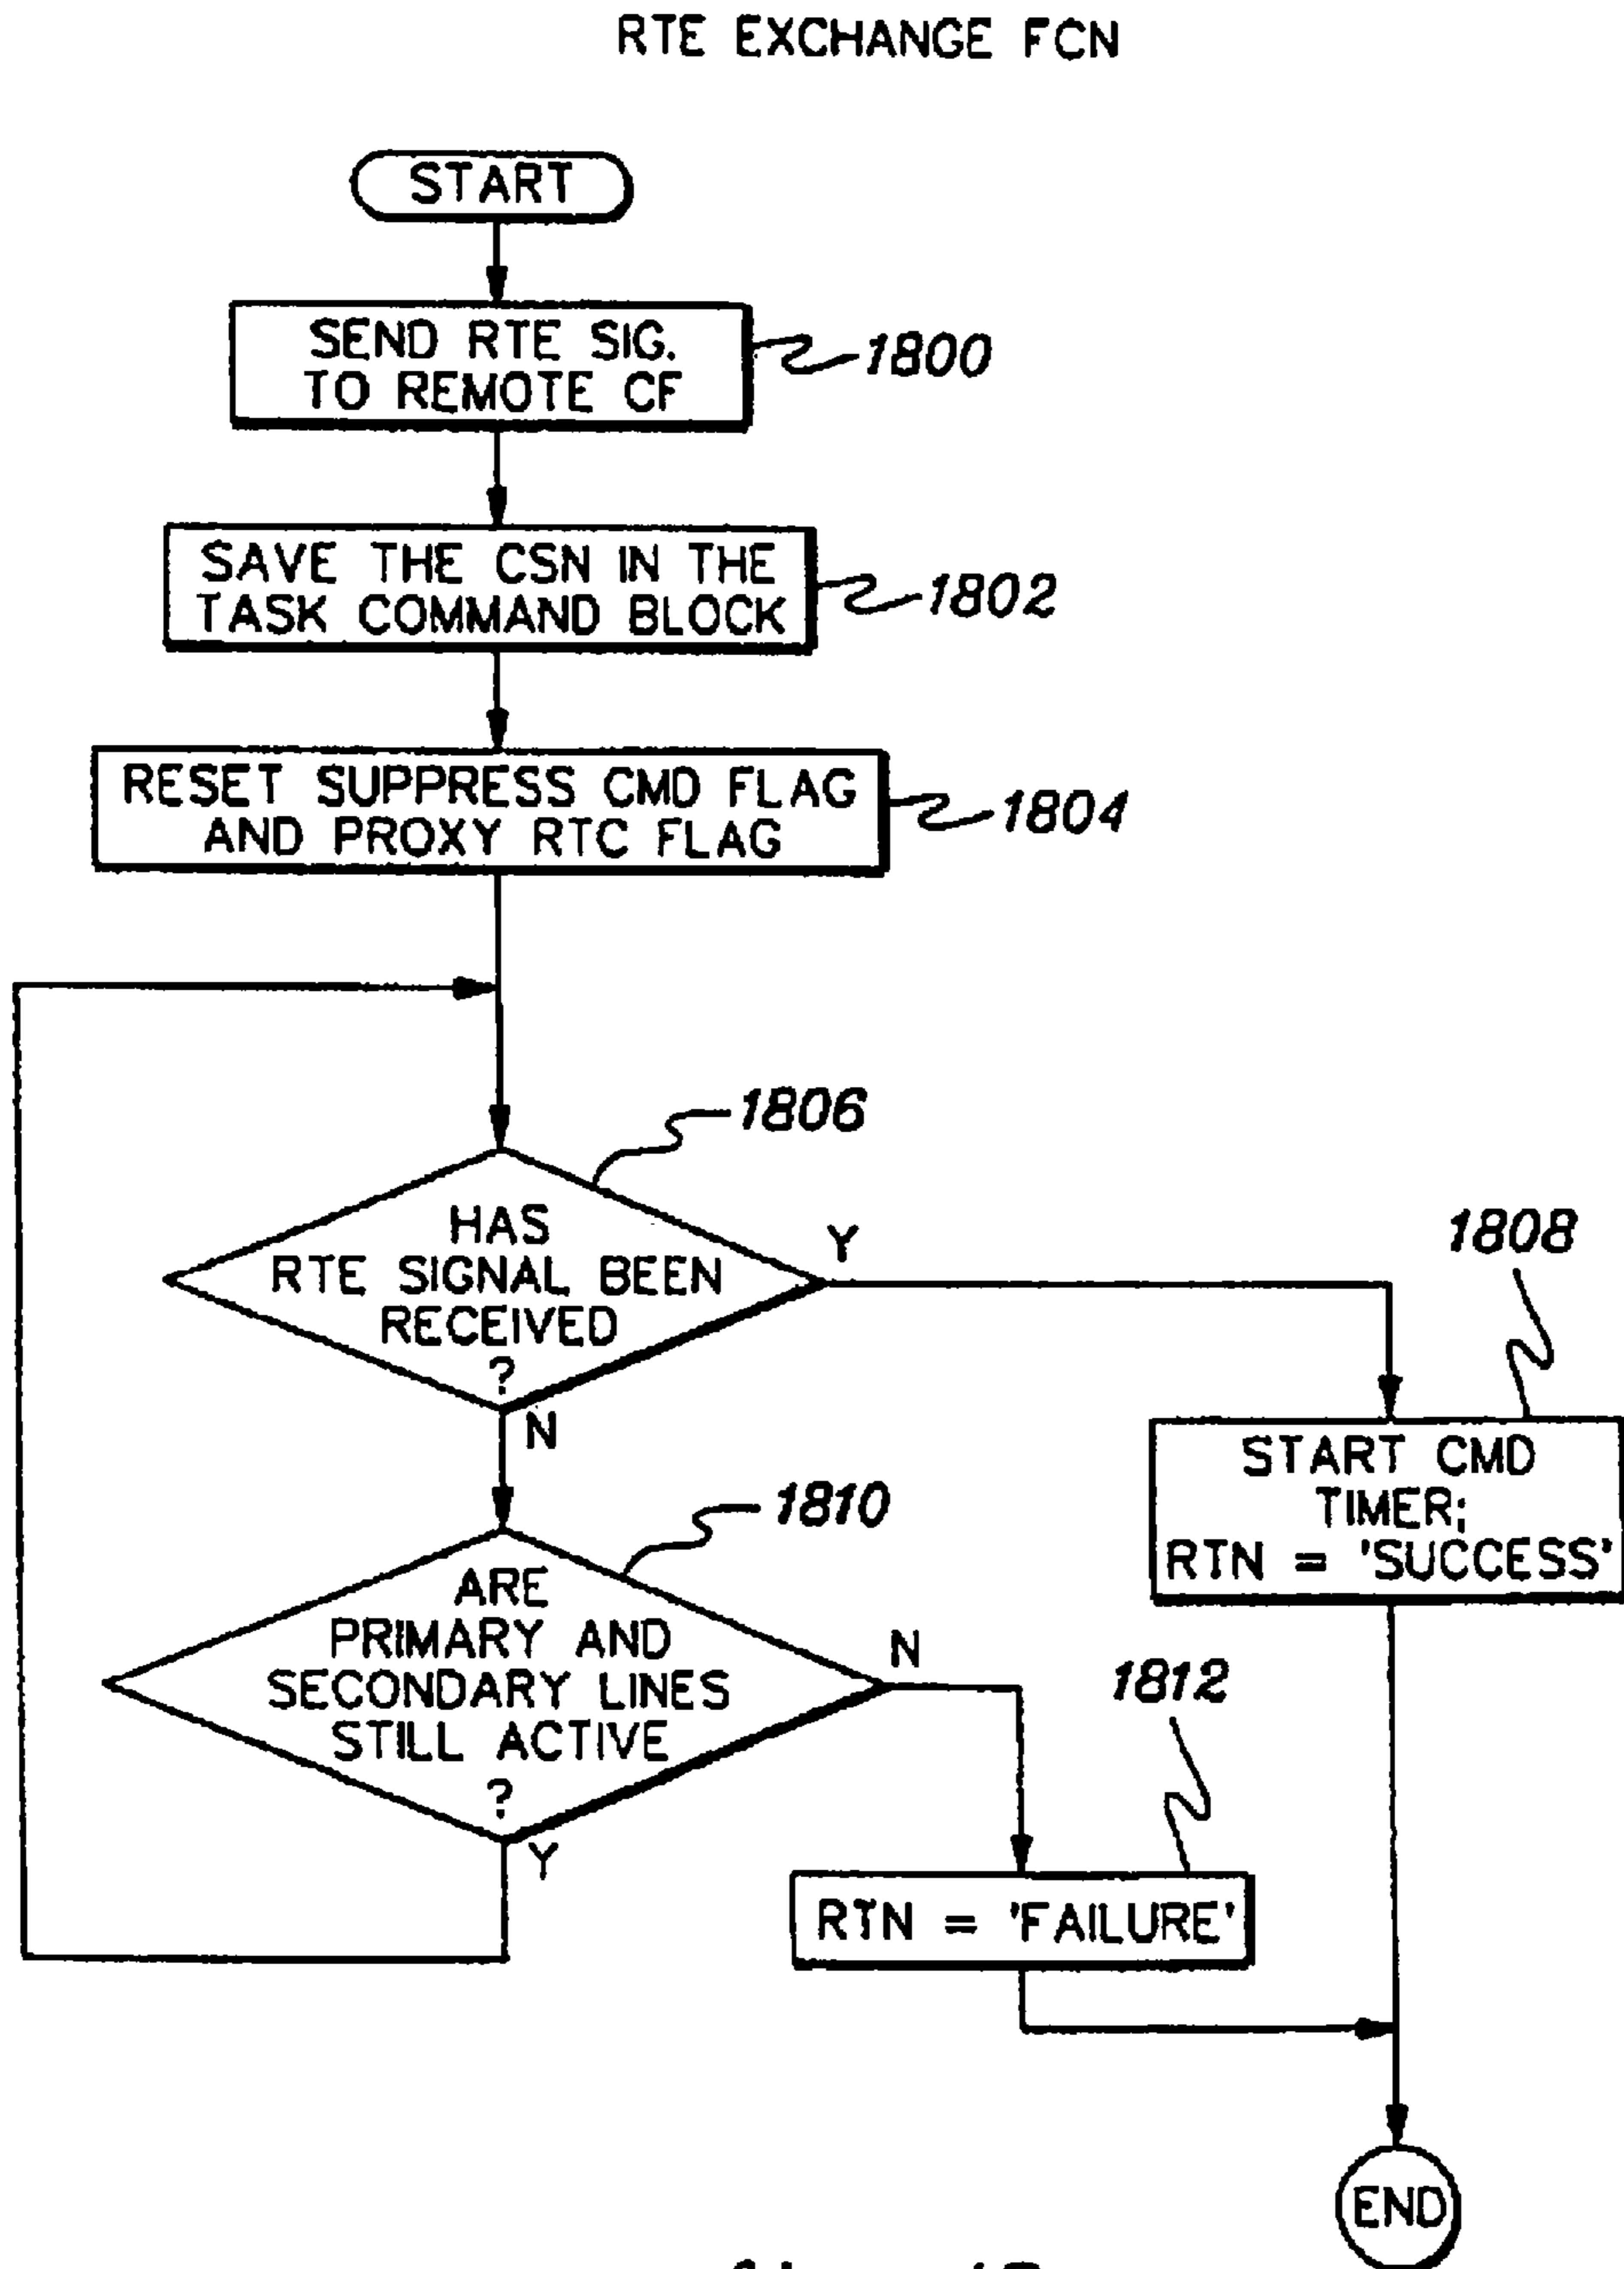 RTE EXCHANGE FCN
START
SEND RTE SIG.
TO REMOTE CF
1800
SAVE THE CSN IN THE
TASK COMMAND BLOCK
1802
RESET SUPPRESS CMD FLAG
AND PROXY RTC FLAG
1804
1806
HAS
RTE SIGNAL BEEN
RECEIVED
?
Y
N
1808
START CMD
TIMER;
RTN = 'SUCCESS'
1810
ARE
PRIMARY AND
SECONDARY LINES
STILL ACTIVE
?
N
Y
1812
RTN = 'FAILURE'
END